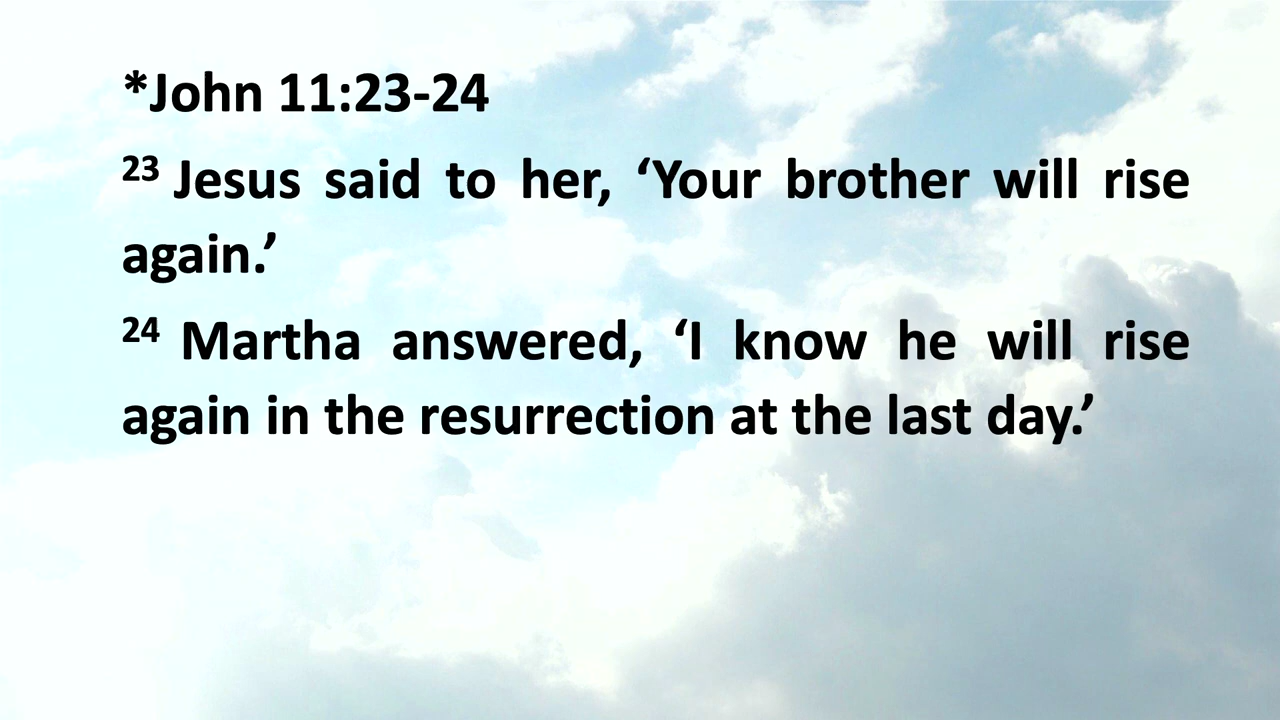 *John 11:23-24
23 Jesus said to her, ‘Your brother will rise
again.’
24 Martha answered, ‘I know he will rise
again in the resurrection at the last day.’